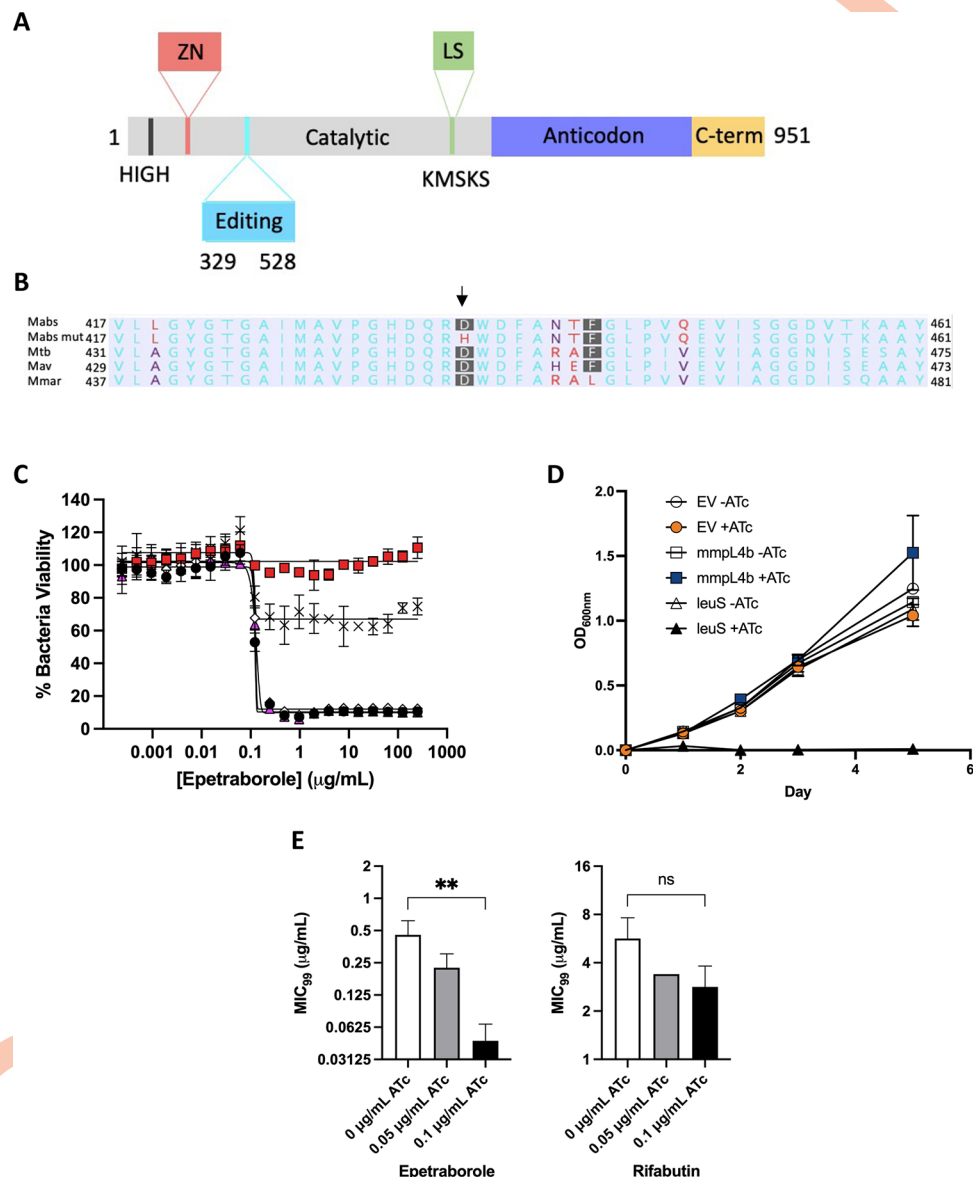 A
ZN
LS
1
Catalytic
Anticodon
C-term
951
HIGH
KMSKS
Editing
329 528
B
Mabs 417 V L L G Y G T G A I M A V P G H D Q R D W D F A N T F G L P V Q E V I S G G D V T K A A Y 461
Mabs mut 417 V L L G Y G T G A I M A V P G H D Q R H W D F A N T F G L P V Q E V I S G G D V T K A A Y 461
Mtb 431 V L A G Y G T G A I M A V P G H D Q R D W D F A R A F G L P I V E V I A G G N I S E S A Y 475
Mav 429 V L A G Y G T G A I M A V P G H D Q R D W D F A H E F G L P I V E V I A G G D I S E A A Y 473
Mmar 437 V L A G Y G T G A I M A V P G H D Q R D W D F A R A L G L P V V E V I A G G D I S Q A A Y 481
C
% Bacteria Viability
140
120
100
80
60
40
20
0
0.001 0.01 0.1 1 10 100 1000
[Epetraborole] (μg/mL)
D
OD600nm
2.0
1.5
1.0
0.5
0.0
0 2 4 6
Day
EV -ATc
EV +ATc
mmpL4b -ATc
mmpL4b +ATc
leuS -ATc
leuS +ATc
E
MIC99 (μg/mL)
2
1
0.5
0.25
0.125
0.0625
0.03125
**
0 μg/mL ATc
0.05 μg/mL ATc
0.1 μg/mL ATc
Epetraborole
MIC99 (μg/mL)
16
8
4
2
1
ns
0 μg/mL ATc
0.05 μg/mL ATc
0.1 μg/mL ATc
Rifabutin